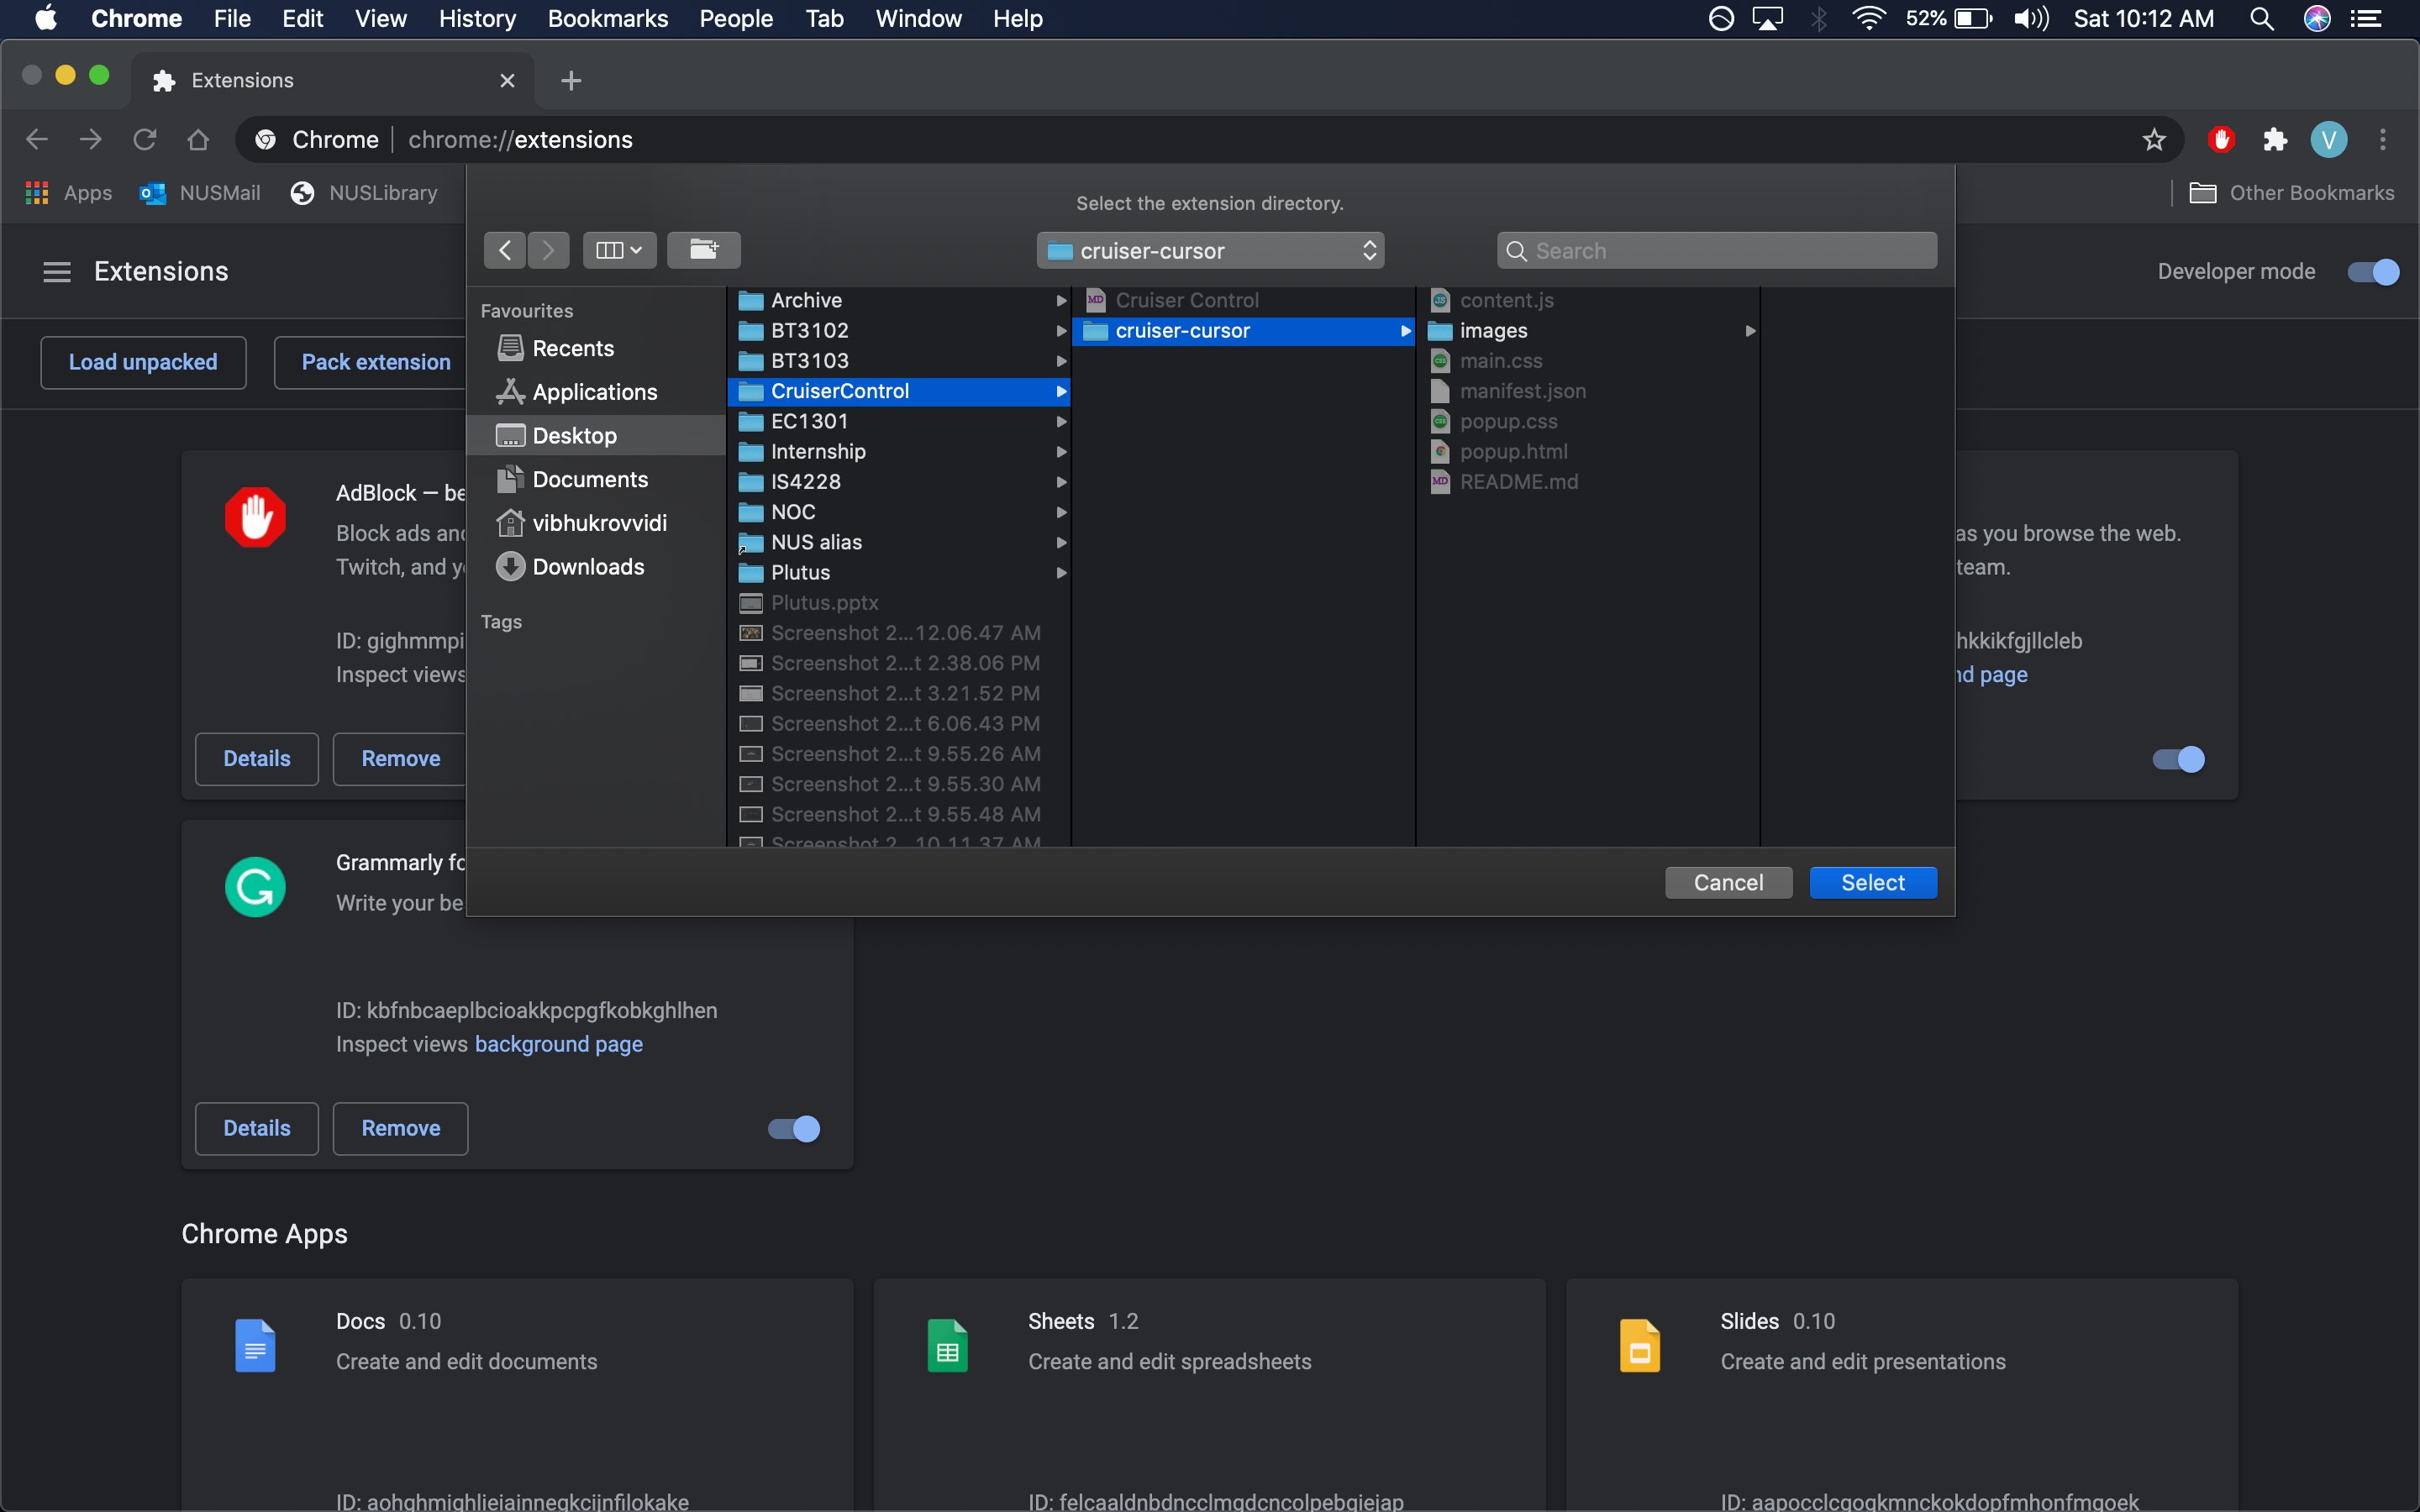 Chrome File Edit View History Bookmarks People Tab Window Help 52% Sat 10:12 AM
Extensions
Chrome chrome://extensions V
Apps NUSMail NUSLibrary Other Bookmarks
Select the extension directory.
cruiser-cursor Search
Extensions Developer mode
Load unpacked Pack extension
Favourites
Recents
Applications
Desktop
Documents
vibhukrovvidi
Downloads
Tags
Archive
BT3102
BT3103
CruiserControl
EC1301
Internship
IS4228
NOC
NUS alias
Plutus
Plutus.pptx
Screenshot 2...12.06.47 AM
Screenshot 2...t 2.38.06 PM
Screenshot 2...t 3.21.52 PM
Screenshot 2...t 6.06.43 PM
Screenshot 2...t 9.55.26 AM
Screenshot 2...t 9.55.30 AM
Screenshot 2...t 9.55.48 AM
Screenshot 2...10.11.37 AM
Cruiser Control
cruiser-cursor
content.js
images
main.css
manifest.json
popup.css
popup.html
README.md
Cancel Select
AdBlock — be
Block ads and
Twitch, and y
ID: gighmmpi
Inspect views
Details Remove
as you browse the web.
team.
hkkikfgjllcleb
nd page
Grammarly fo
Write your be
ID: kbfnbcaeplbcioakkpcpgfkobkghlhen
Inspect views background page
Details Remove
Chrome Apps
Docs 0.10
Create and edit documents
ID: aohghmighlieiainnegkcijnfilokake
Sheets 1.2
Create and edit spreadsheets
ID: felcaaldnbdncclmgdcncolpebgiejap
Slides 0.10
Create and edit presentations
ID: aapocclcgogkmnckokdopfmhonfmgoek